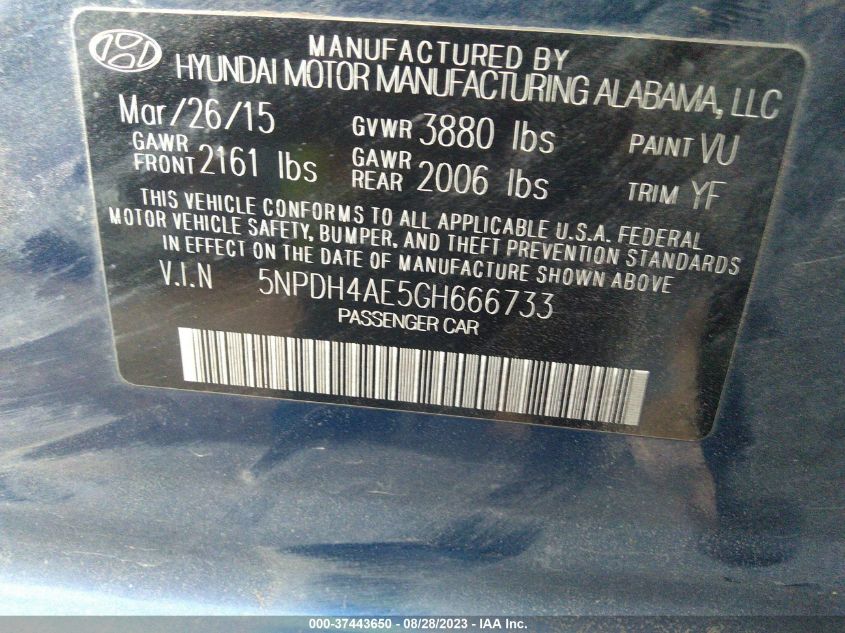 MANUFACTURED BY
HYUNDAI MOTOR MANUFACTURING ALABAMA, LLC
Mar/26/15 GVWR 3880 lbs PAINT VU
GAWR FRONT 2161 lbs GAWR REAR 2006 lbs TRIM YF
THIS VEHICLE CONFORMS TO ALL APPLICABLE U.S.A. FEDERAL
MOTOR VEHICLE SAFETY, BUMPER, AND THEFT PREVENTION STANDARDS
IN EFFECT ON THE DATE OF MANUFACTURE SHOWN ABOVE
V.I.N 5NPDH4AE5GH666733
PASSENGER CAR
000-37443650 - 08/28/2023 - IAA Inc.